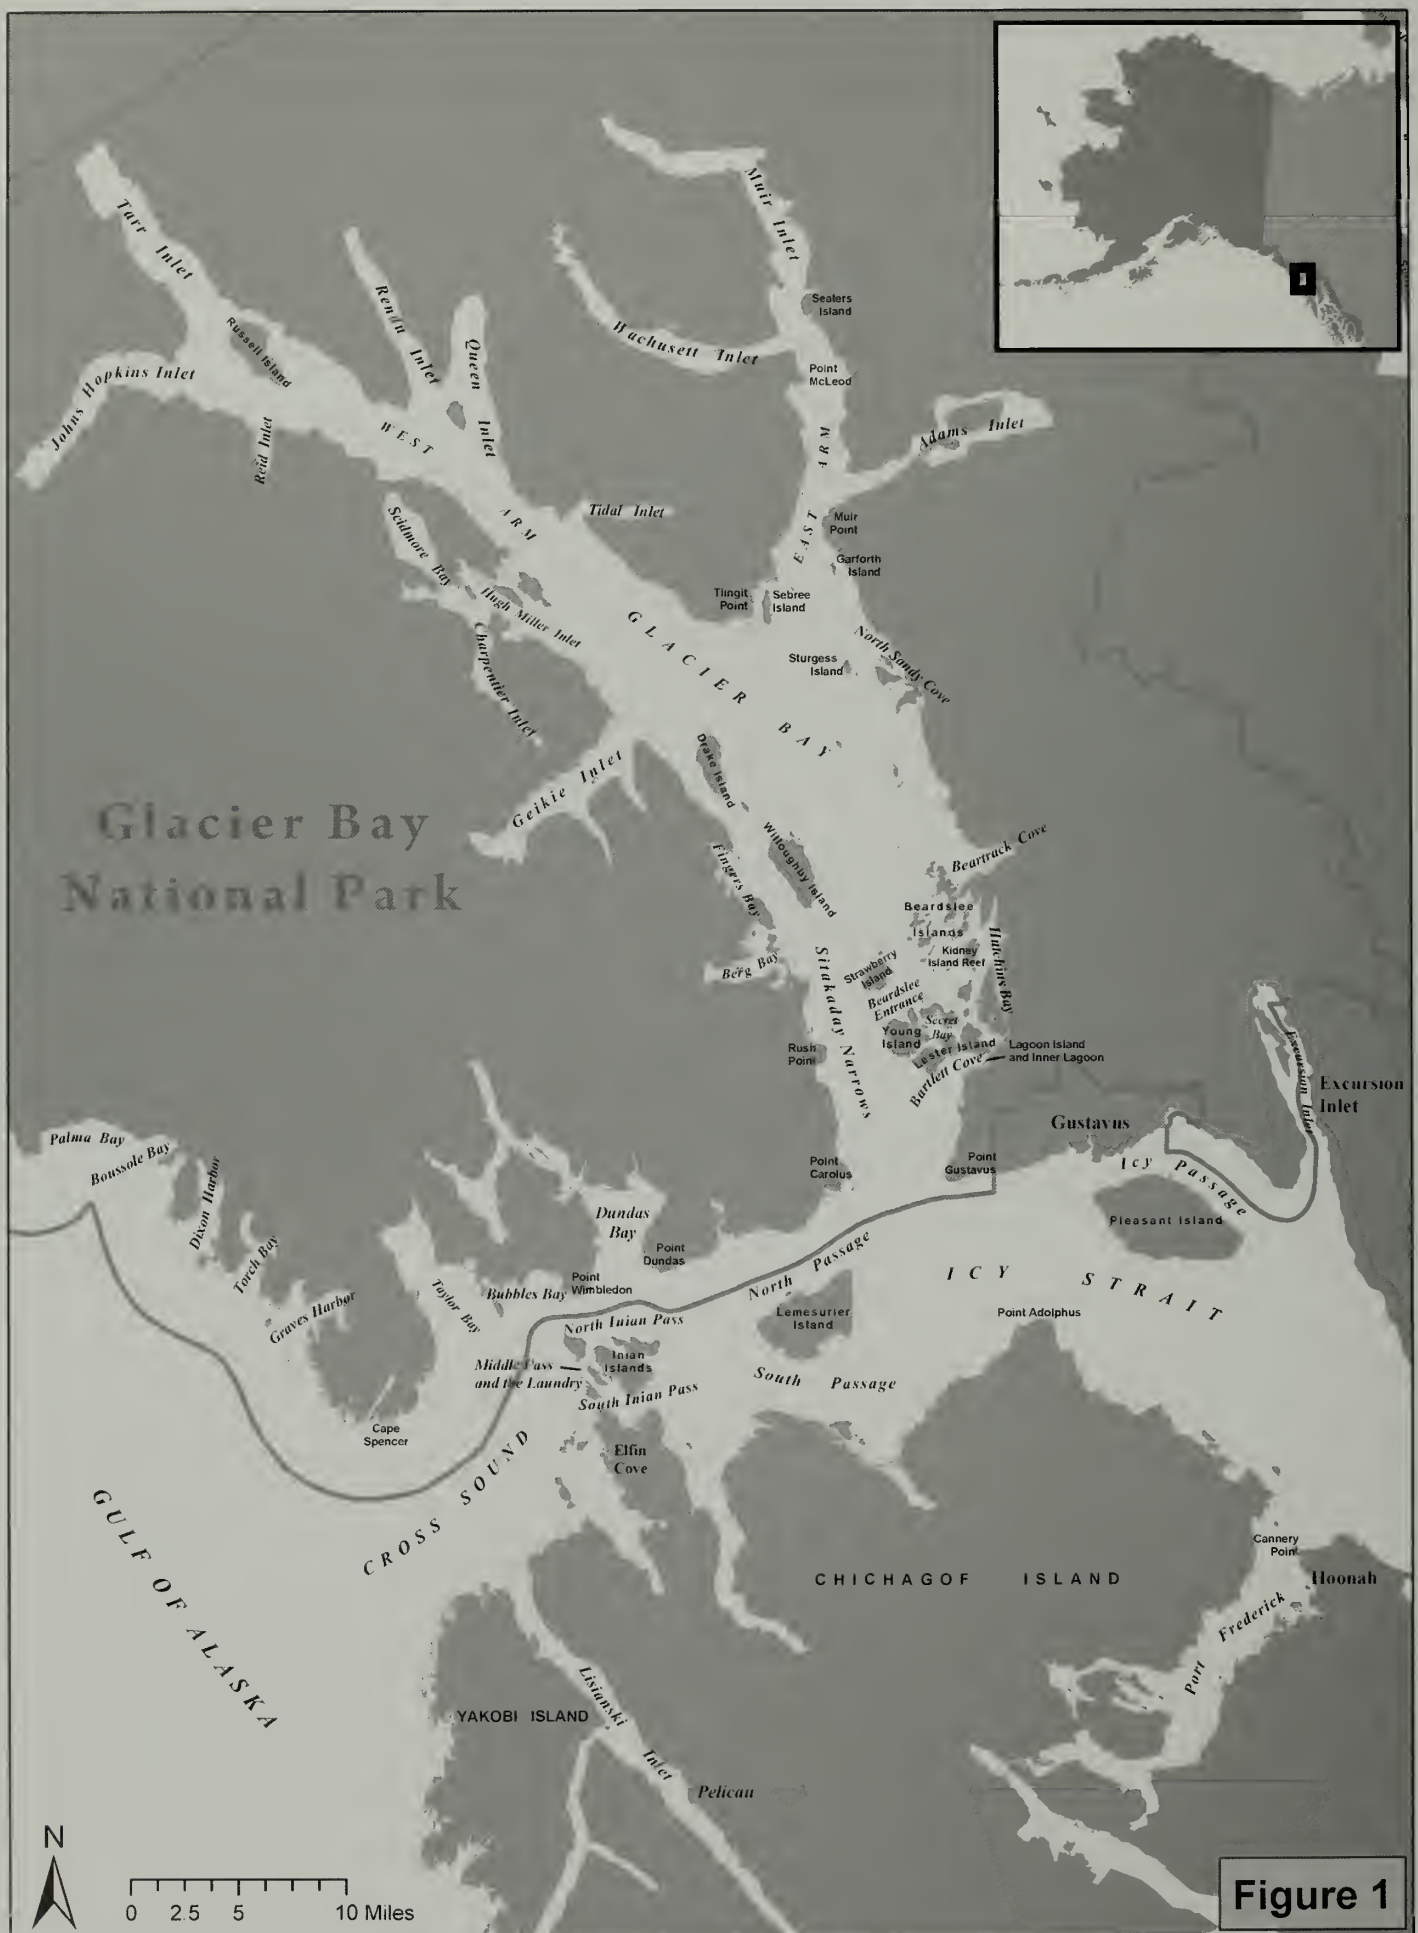 Muir Inlet
Tarr Inlet
Rendu Inlet
Queen Inlet
Sealers
Island
Wachusett Inlet
Russell Island
Point
McLeod
Johns Hopkins Inlet
Reid Inlet
WEST ARM
EAST ARM
Adams Inlet
Tidal Inlet
Scidmore Bay
Muir
Point
Garforth
Island
Tlingit
Point
Sebree
Island
Hugh Miller Inlet
Charpentier Inlet
GLACIER BAY
North Sandy Cove
Sturgess
Island
Drake Island
Geikie Inlet
Glacier Bay
National Park
Willoughby Island
Fingers Bay
Beartrack Cove
Beardslee
Islands
Kidney
Island Reef
Hutchins Bay
Berg Bay
Sitakaday Narrows
Strawberry
Island
Beardslee
Entrance
Secret
Bay
Young
Island
Lester Island
Bartlett Cove
Lagoon Island
and Inner Lagoon
Rush
Point
Excursion Inlet
Excursion
Inlet
Gustavus
Palma Bay
Boussole Bay
Dixon Harbor
Torch Bay
Graves Harbor
Point
Carolus
Point
Gustavus
Icy Passage
Pleasant Island
Dundas
Bay
Point
Dundas
Taylor Bay
Bubbles Bay
Point
Wimbledon
North Passage
ICY STRAIT
North Inian Pass
Lemesurier
Island
Point Adolphus
Inian
Islands
Middle Pass
and the Laundry
South Inian Pass
South Passage
Cape
Spencer
Elfin
Cove
CROSS SOUND
GULF OF ALASKA
Cannery
Point
CHICHAGOF ISLAND
Hoonah
Port Frederick
Lisianski Inlet
YAKOBI ISLAND
Pelican
N
0 2.5 5 10 Miles
Figure 1